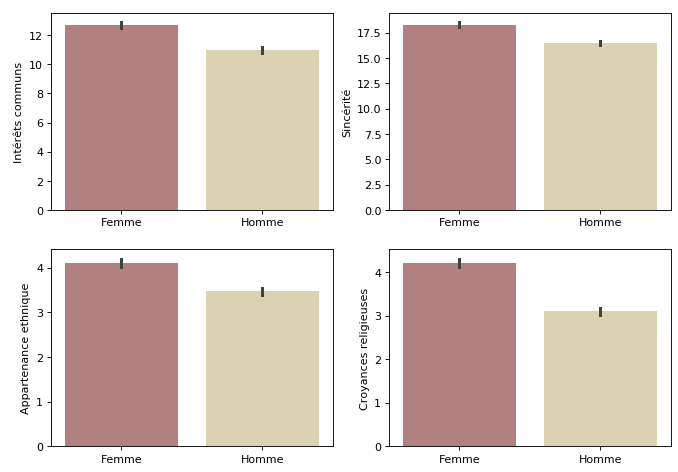 Intérêts communs
12
10
8
6
4
2
0
Femme
Homme
Sincérité
17.5
15.0
12.5
10.0
7.5
5.0
2.5
0.0
Femme
Homme
Appartenance ethnique
4
3
2
1
0
Femme
Homme
Croyances religieuses
4
3
2
1
0
Femme
Homme